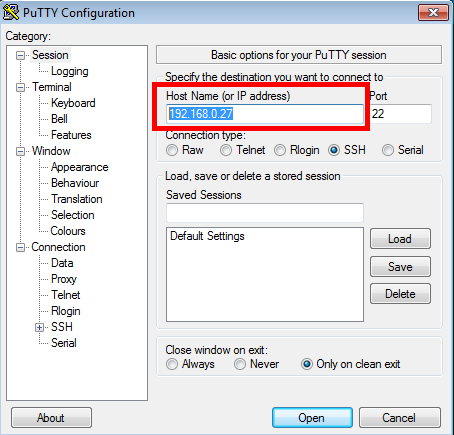 PuTTY Configuration
Category:
Session
Logging
Terminal
Keyboard
Bell
Features
Window
Appearance
Behaviour
Translation
Selection
Colours
Connection
Data
Proxy
Telnet
Rlogin
SSH
Serial
Basic options for your PuTTY session
Specify the destination you want to connect to
Host Name (or IP address) Port
192.168.0.27 22
Connection type:
Raw Telnet Rlogin SSH Serial
Load, save or delete a stored session
Saved Sessions
Default Settings
Load
Save
Delete
Close window on exit:
Always Never Only on clean exit
About Open Cancel